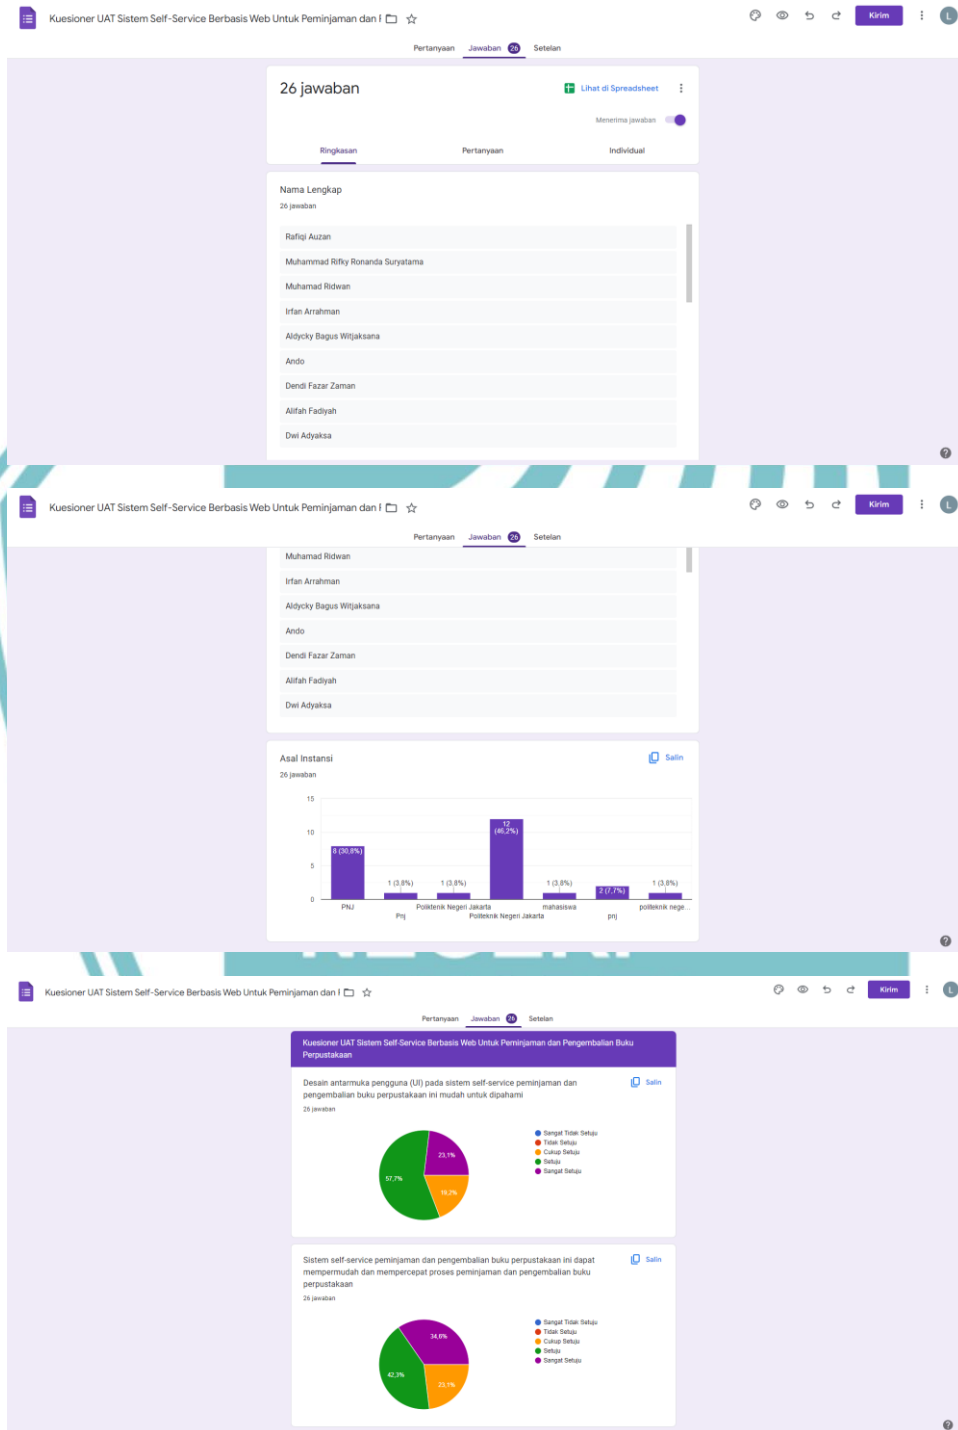 Kuesioner UAT Sistem Self-Service Berbasis Web Untuk Peminjaman dan F
Kirim
L
Pertanyaan Jawaban 26 Setelan
26 jawaban
Lihat di Spreadsheet
Menerima jawaban
Ringkasan Pertanyaan Individual
Nama Lengkap
26 jawaban
Rafiqi Auzan
Muhammad Rifky Ronanda Suryatama
Muhamad Ridwan
Irfan Arrahman
Aldycky Bagus Witjaksana
Ando
Dendi Fazar Zaman
Alifah Fadiyah
Dwi Adyaksa
Kuesioner UAT Sistem Self-Service Berbasis Web Untuk Peminjaman dan F
Kirim
L
Pertanyaan Jawaban 26 Setelan
Muhamad Ridwan
Irfan Arrahman
Aldycky Bagus Witjaksana
Ando
Dendi Fazar Zaman
Alifah Fadiyah
Dwi Adyaksa
Asal Instansi
Salin
26 jawaban
15
10
5
0
8 (30,8%)
1 (3,8%)
1 (3,8%)
12
(46,2%)
1 (3,8%)
2 (7,7%)
1 (3,8%)
PNJ
Pnj
Poliktenik Negeri Jakarta
Politeknik Negeri Jakarta
mahasiswa
pnj
politeknik nege...
NEGERI
Kuesioner UAT Sistem Self-Service Berbasis Web Untuk Peminjaman dan F
Kirim
L
Pertanyaan Jawaban 26 Setelan
Kuesioner UAT Sistem Self-Service Berbasis Web Untuk Peminjaman dan Pengembalian Buku
Perpustakaan
Desain antarmuka pengguna (UI) pada sistem self-service peminjaman dan
pengembalian buku perpustakaan ini mudah untuk dipahami
Salin
26 jawaban
23,1%
57,7%
19,2%
Sangat Tidak Setuju
Tidak Setuju
Cukup Setuju
Setuju
Sangat Setuju
Sistem self-service peminjaman dan pengembalian buku perpustakaan ini dapat
mempermudah dan mempercepat proses peminjaman dan pengembalian buku
perpustakaan
Salin
26 jawaban
34,6%
42,3%
23,1%
Sangat Tidak Setuju
Tidak Setuju
Cukup Setuju
Setuju
Sangat Setuju